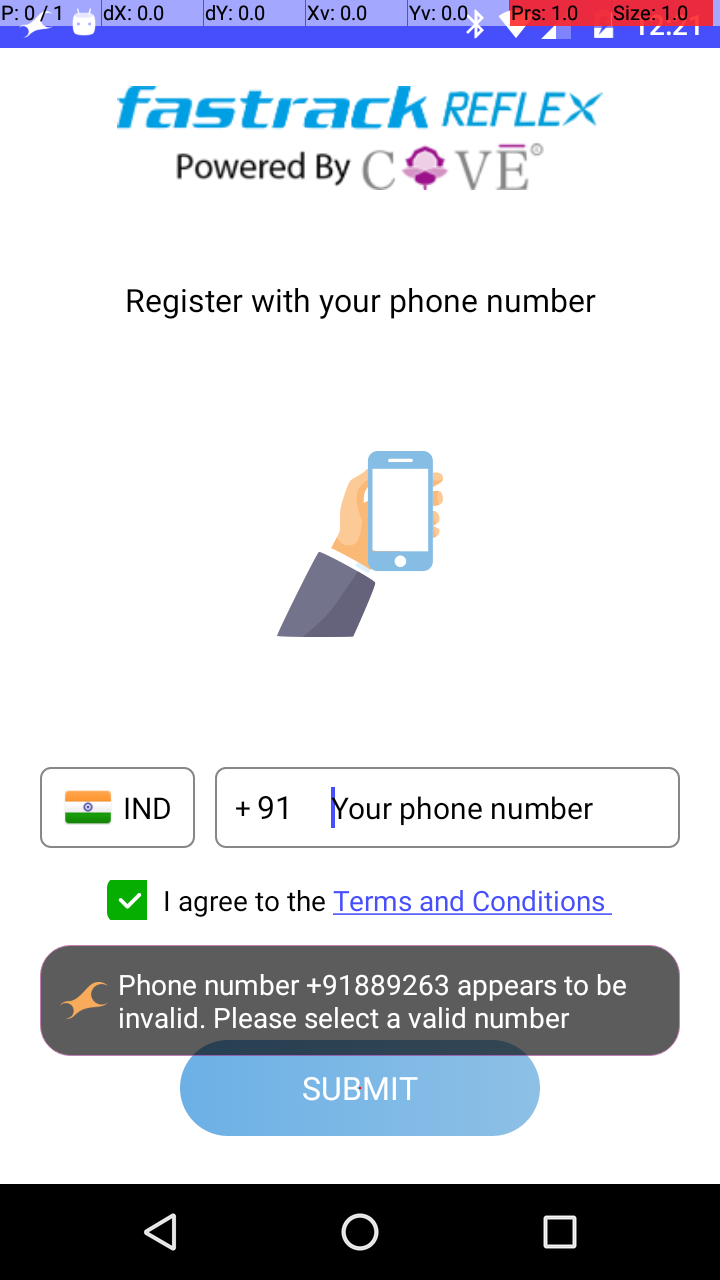 P: 0 / 1 dX: 0.0 dY: 0.0 Xv: 0.0 Yv: 0.0 Prs: 1.0 Size: 1.0
12:21
fastrack REFLEX
Powered By COVE®
Register with your phone number
IND + 91 Your phone number
I agree to the Terms and Conditions
Phone number +91889263 appears to be
invalid. Please select a valid number
SUBMIT